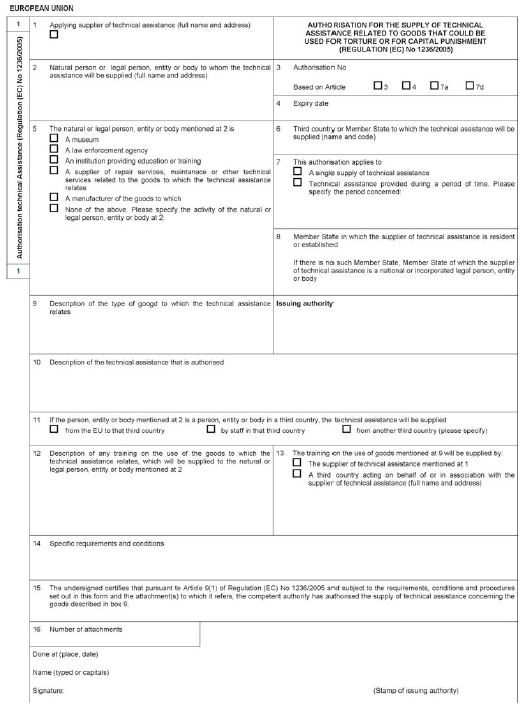 EUROPEAN UNION
1
Authorisation technical Assistance (Regulation (EC) No 1236/2005)
1
1 Applying supplier of technical assistance (full name and address)
AUTHORISATION FOR THE SUPPLY OF TECHNICAL
ASSISTANCE RELATED TO GOODS THAT COULD BE
USED FOR TORTURE OR FOR CAPITAL PUNISHMENT
(REGULATION (EC) No 1236/2005)
2 Natural person or legal person, entity or body to whom the technical
assistance will be supplied (full name and address)
3 Authorisation No
Based on Article 3 4 7a 7d
4 Expiry date
5 The natural or legal person, entity or body mentioned at 2 is
A museum
A law enforcement agency
An institution providing education or training
A supplier of repair services, maintanace or other technical
services related to the goods to which the technical assistance
relates
A manufacturer of the goods to which
None of the above. Please specify the activity of the natural or
legal person, entity or body at 2:
6 Third country or Member State to which the technical assistance will be
supplied (name and code)
7 This authorisation applies to
A single supply of technical assistance
Technical assistance provided during a period of time. Please
specify the period concerned:
8 Member State in which the supplier of technical assistance is resident
or established
If there is no such Member State, Member State of which the supplier
of technical assistance is a national or incorporated legal person, entity
or body
9 Description of the type of googd to which the technical assistance
relates
Issuing authority
10 Description of the technical assistance that is authorised
11 If the person, entity or body mentioned at 2 is a person, entity or body in a third country, the technical assistance will be supplied
from the EU to that third country by staff in that third country from another third country (please specify)
12 Description of any training on the use of the goods to which the
technical assistance relates, which will be supplied to the natural or
legal person, entity or body mentioned at 2
13 The training on the use of goods mentioned at 9 will be supplied by:
The supplier of technical assistance mentioned at 1
A third country acting on behalf of or in association with the
supplier of technical assistance (full name and address)
14 Specific requirements and conditions
15 The undersigned certifies that pursuant to Article 9(1) of Regulation (EC) No 1236/2005 and subject to the requirements, conditions and procedures
set out in this form and the attachment(s) to which it refers, the competent authority has authorised the supply of technical assistance concerning the
goods described in box 9.
16 Number of attachments
Done at (place, date)
Name (typed or capitals)
Signature:
(Stamp of issuing authority)